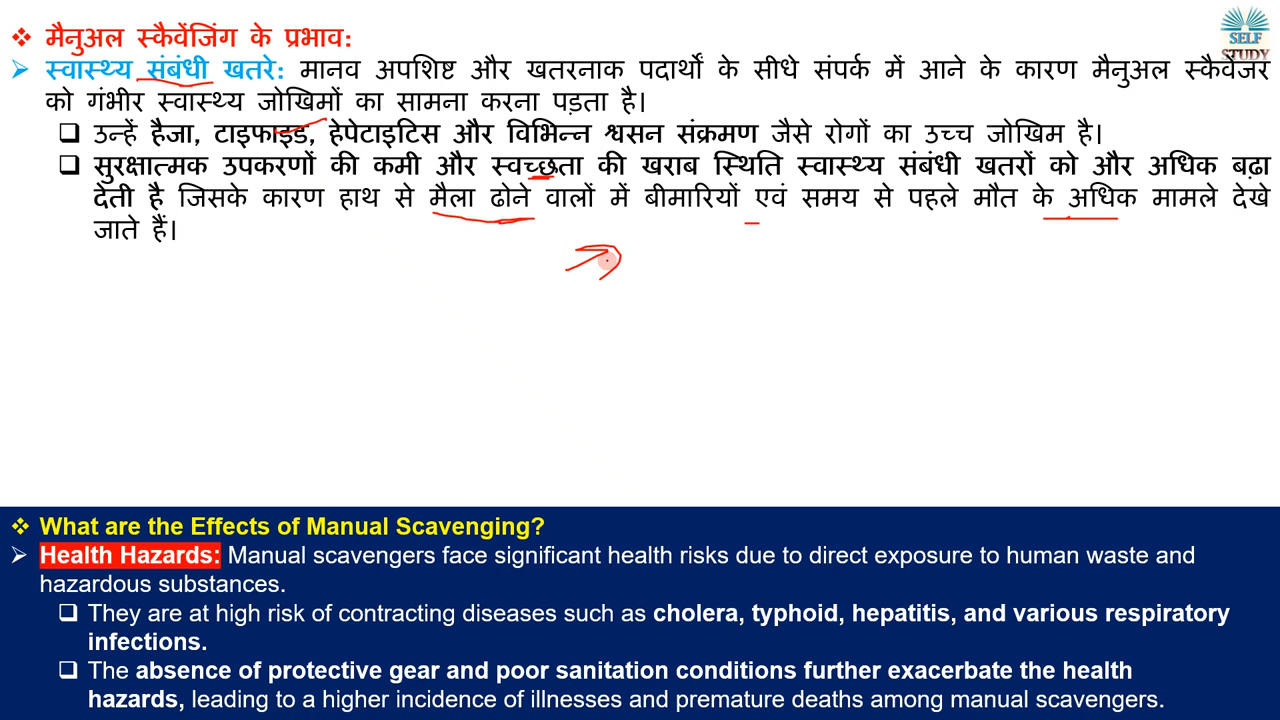 ❖ मैनुअल स्कैवेंजिंग के प्रभाव:
SELF
STUDY
➢ स्वास्थ्य संबंधी खतरे: मानव अपशिष्ट और खतरनाक पदार्थों के सीधे संपर्क में आने के कारण मैनुअल स्कैवेंजर
को गंभीर स्वास्थ्य जोखिमों का सामना करना पड़ता है।
❑ उन्हें हैजा, टाइफाइड, हेपेटाइटिस और विभिन्न श्वसन संक्रमण जैसे रोगों का उच्च जोखिम है।
❑ सुरक्षात्मक उपकरणों की कमी और स्वच्छता की खराब स्थिति स्वास्थ्य संबंधी खतरों को और अधिक बढ़ा
देती है जिसके कारण हाथ से मैला ढोने वालों में बीमारियों एवं समय से पहले मौत के अधिक मामले देखे
जाते हैं।
❖ What are the Effects of Manual Scavenging?
➢ Health Hazards: Manual scavengers face significant health risks due to direct exposure to human waste and
hazardous substances.
❑ They are at high risk of contracting diseases such as cholera, typhoid, hepatitis, and various respiratory
infections.
❑ The absence of protective gear and poor sanitation conditions further exacerbate the health
hazards, leading to a higher incidence of illnesses and premature deaths among manual scavengers.